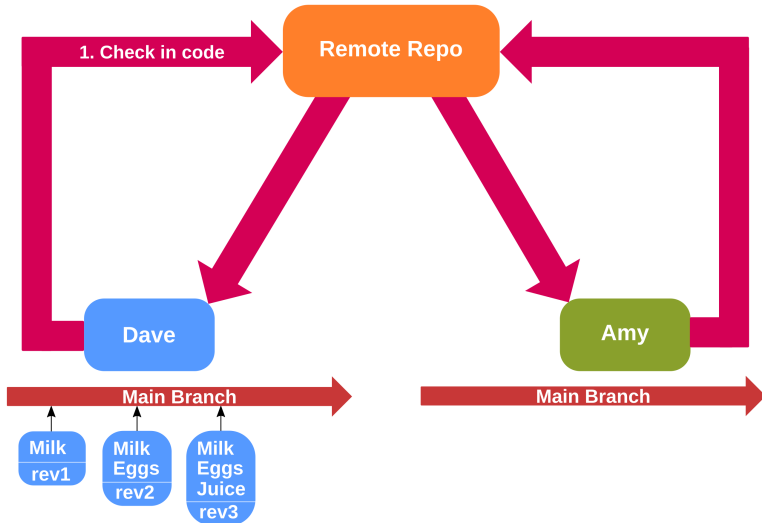 1. Check in code
Remote Repo
Dave
Amy
Main Branch
Main Branch
Milk
rev1
Milk
Eggs
rev2
Milk
Eggs
Juice
rev3